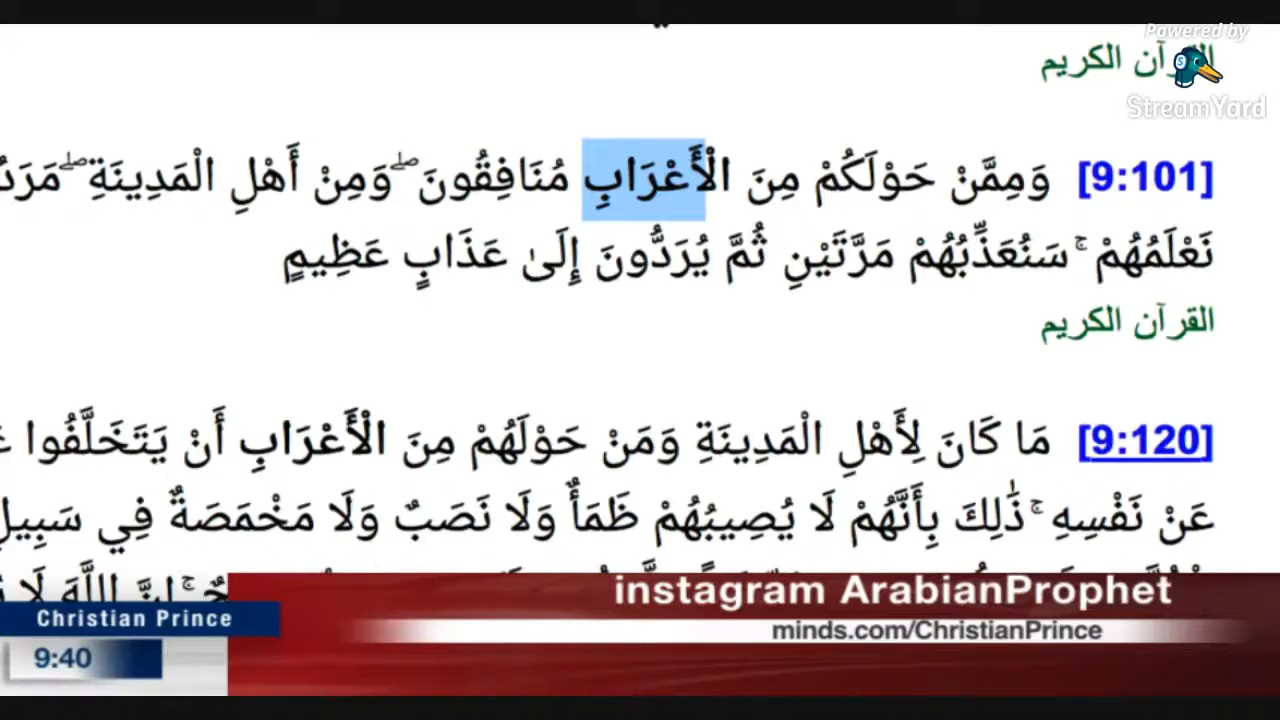 Powered by
StreamYard
القرآن الكريم
[9:101] وَمِمَّنْ حَوْلَكُمْ مِنَ الْأَعْرَابِ مُنَافِقُونَ ۖ وَمِنْ أَهْلِ الْمَدِينَةِ ۖ
نَعْلَمُهُمْ ۚ سَنُعَذِّبُهُمْ مَرَّتَيْنِ ثُمَّ يُرَدُّونَ إِلَىٰ عَذَابٍ عَظِيمٍ
القرآن الكريم
[9:120] مَا كَانَ لِأَهْلِ الْمَدِينَةِ وَمَنْ حَوْلَهُمْ مِنَ الْأَعْرَابِ أَنْ يَتَخَلَّفُوا
عَنْ نَفْسِهِ ۚ ذَٰلِكَ بِأَنَّهُمْ لَا يُصِيبُهُمْ ظَمَأٌ وَلَا نَصَبٌ وَلَا مَخْمَصَةٌ فِي سَبِيلِ
instagram ArabianProphet
Christian Prince
minds.com/ChristianPrince
9:40